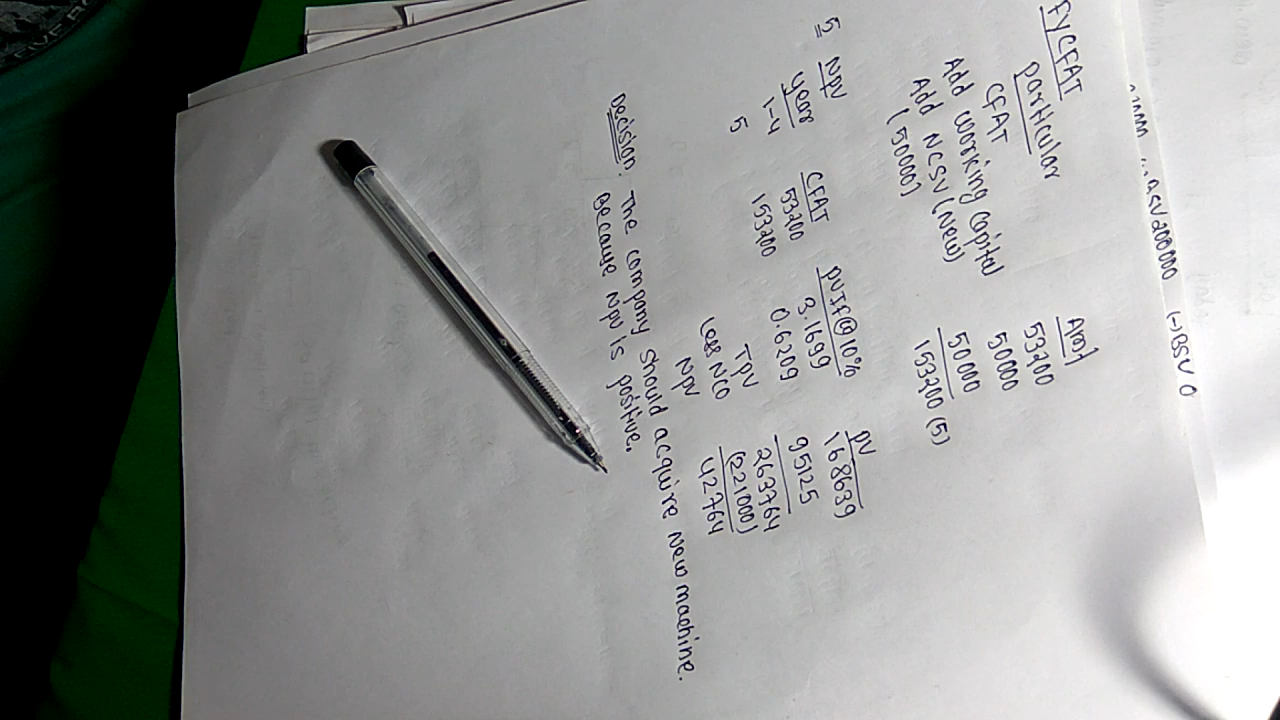 RSV 200000 (-) BSV 0
FYCFAT
particular Amt
CFAT 53200
Add working capital 50000
Add NCSV (New) 50000
(50000) 153200 (5)
5 NPV
Year CFAT PVIF@10% PV
1-4 53200 3.1699 168639
5 153200 0.6209 95125
TPV 263764
Less NCO (221000)
NPV 42764
Decision: The company should acquire new machine.
Because NPV is positive.